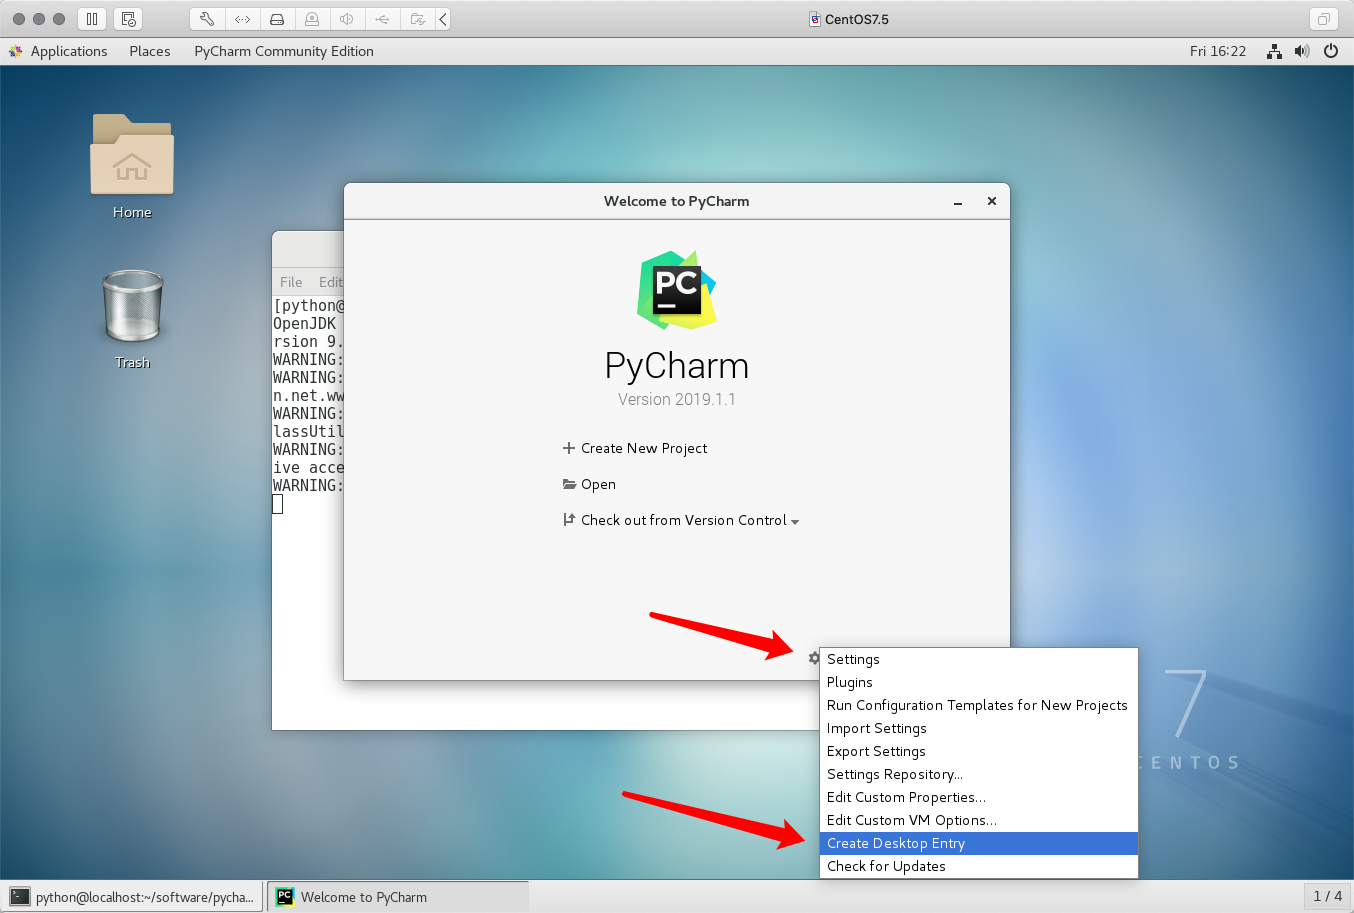 CentOS7.5
Applications Places PyCharm Community Edition Fri 16:22
Home
Trash
Welcome to PyCharm
File Edit
[python@
OpenJDK
rsion 9.
WARNING:
WARNING:
n.net.ww
WARNING:
lassUtil
WARNING:
ive acce
WARNING:
PC
PyCharm
Version 2019.1.1
Create New Project
Open
Check out from Version Control
Settings
Plugins
Run Configuration Templates for New Projects
Import Settings
Export Settings
Settings Repository...
Edit Custom Properties...
Edit Custom VM Options...
Create Desktop Entry
Check for Updates
7
CENTOS
python@localhost:~/software/pycha... PC Welcome to PyCharm 1 / 4